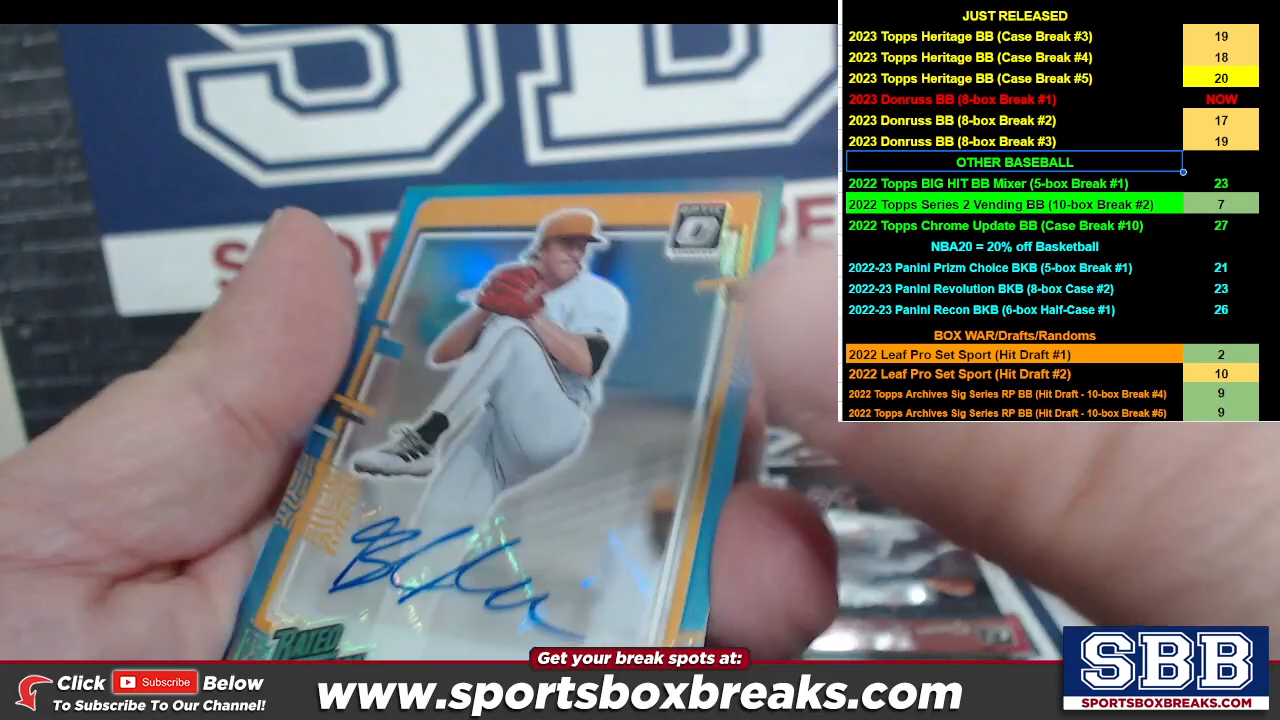 JUST RELEASED
2023 Topps Heritage BB (Case Break #3) 19
2023 Topps Heritage BB (Case Break #4) 18
2023 Topps Heritage BB (Case Break #5) 20
2023 Donruss BB (8-box Break #1) NOW
2023 Donruss BB (8-box Break #2) 17
2023 Donruss BB (8-box Break #3) 19
OTHER BASEBALL
2022 Topps BIG HIT BB Mixer (5-box Break #1) 23
2022 Topps Series 2 Vending BB (10-box Break #2) 7
2022 Topps Chrome Update BB (Case Break #10) 27
NBA20 = 20% off Basketball
2022-23 Panini Prizm Choice BKB (5-box Break #1) 21
2022-23 Panini Revolution BKB (8-box Case #2) 23
2022-23 Panini Recon BKB (6-box Half-Case #1) 26
BOX WAR/Drafts/Randoms
2022 Leaf Pro Set Sport (Hit Draft #1) 2
2022 Leaf Pro Set Sport (Hit Draft #2) 10
2022 Topps Archives Sig Series RP BB (Hit Draft - 10-box Break #4) 9
2022 Topps Archives Sig Series RP BB (Hit Draft - 10-box Break #5) 9
RATED
Get your break spots at:
Click Subscribe Below
To Subscribe To Our Channel!
www.sportsboxbreaks.com
SBB
SPORTSBOXBREAKS.COM